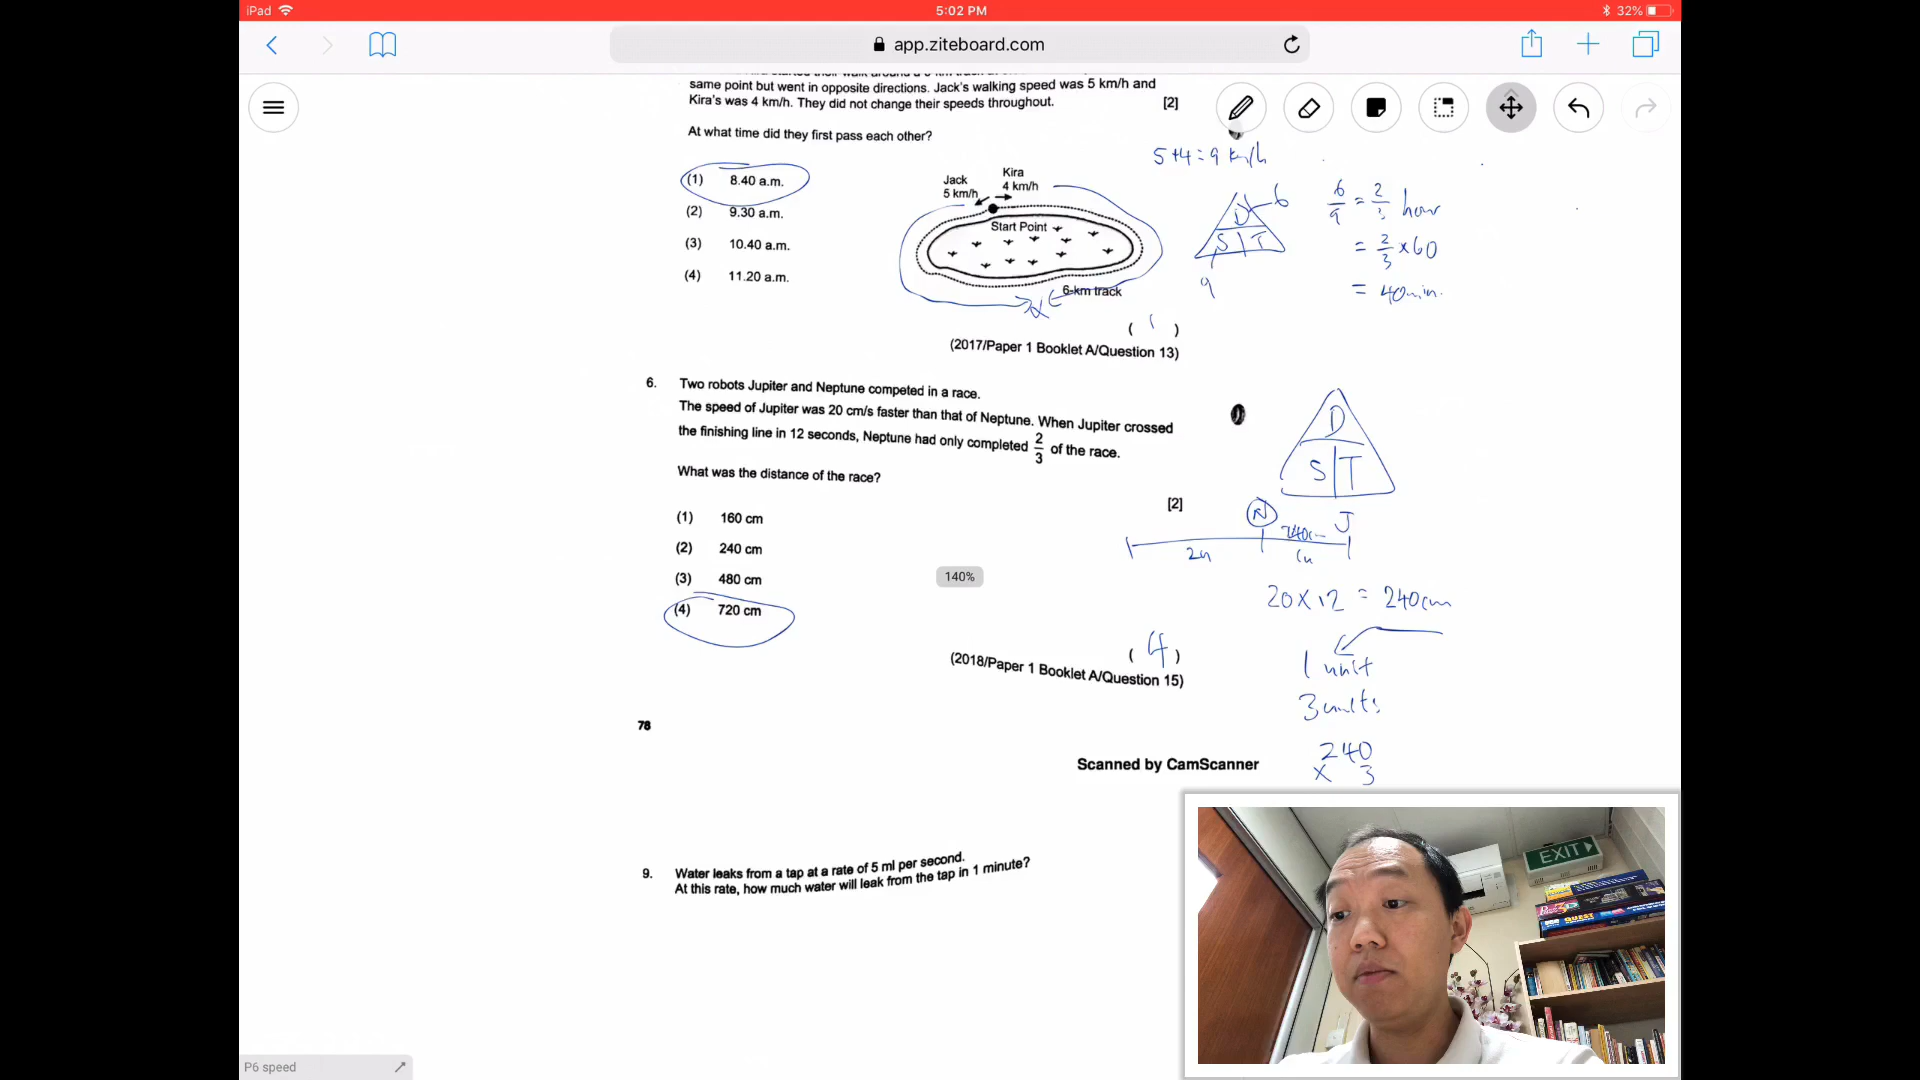 iPad
5:02 PM
32%
app.ziteboard.com
same point but went in opposite directions. Jack's walking speed was 5 km/h and
Kira's was 4 km/h. They did not change their speeds throughout.
[2]
At what time did they first pass each other?
5+4=9 km/h
(1) 8.40 a.m.
(2) 9.30 a.m.
(3) 10.40 a.m.
(4) 11.20 a.m.
Jack
5 km/h
Kira
4 km/h
Start Point
6-km track
D
6
S T
9
6/9 = 2/3 hour
= 2/3 x 60
= 40min.
( 1 )
(2017/Paper 1 Booklet A/Question 13)
6. Two robots Jupiter and Neptune competed in a race.
The speed of Jupiter was 20 cm/s faster than that of Neptune. When Jupiter crossed
the finishing line in 12 seconds, Neptune had only completed 2/3 of the race.
What was the distance of the race?
[2]
(1) 160 cm
(2) 240 cm
(3) 480 cm
(4) 720 cm
140%
D
S T
N
240cm
J
2u
1u
20 x 12 = 240cm
1 unit
3 units
240
x 3
( 4 )
(2018/Paper 1 Booklet A/Question 15)
78
Scanned by CamScanner
9. Water leaks from a tap at a rate of 5 ml per second.
At this rate, how much water will leak from the tap in 1 minute?
EXIT
QUEST
P6 speed